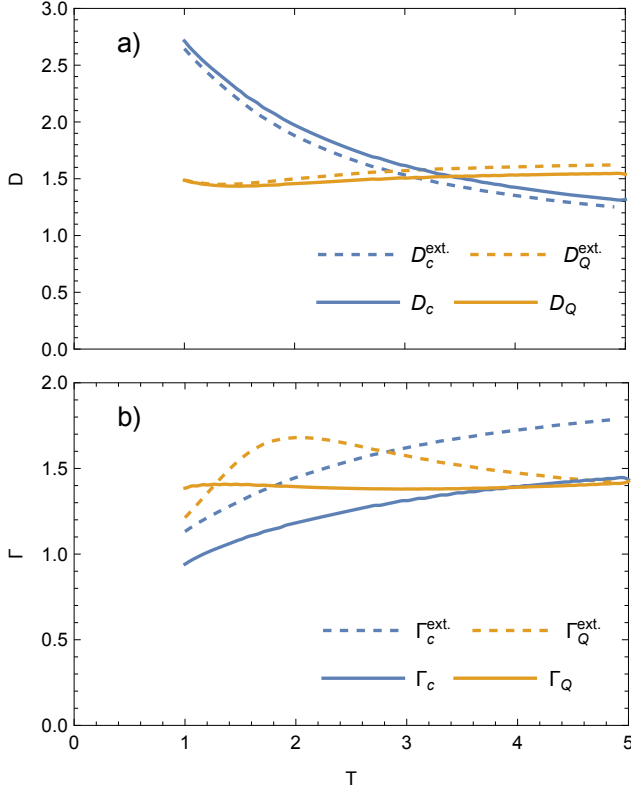 3.0
a)
2.5
2.0
D
1.5
1.0
D_c^ext. D_Q^ext.
0.5
D_c D_Q
0.0
2.0
b)
1.5
Γ
1.0
0.5
Γ_c^ext. Γ_Q^ext.
Γ_c Γ_Q
0.0
0 1 2 3 4 5
T